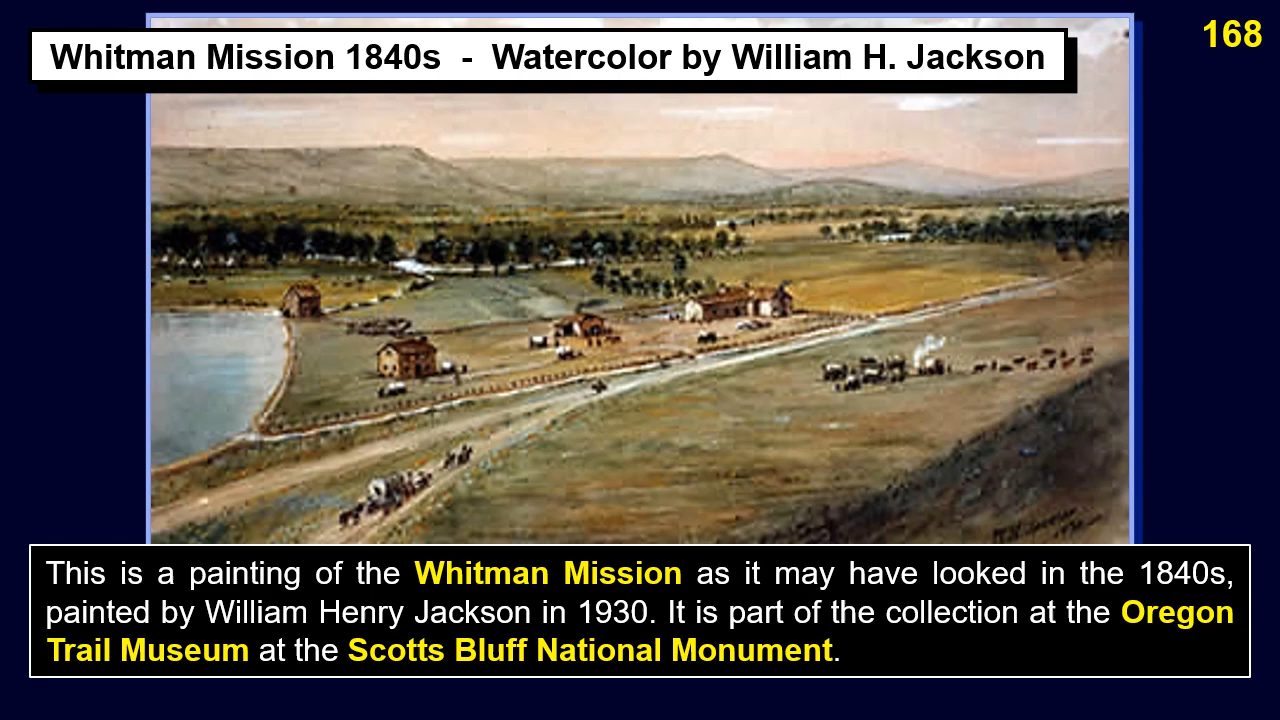 Whitman Mission 1840s - Watercolor by William H. Jackson
168
This is a painting of the Whitman Mission as it may have looked in the 1840s,
painted by William Henry Jackson in 1930. It is part of the collection at the Oregon
Trail Museum at the Scotts Bluff National Monument.